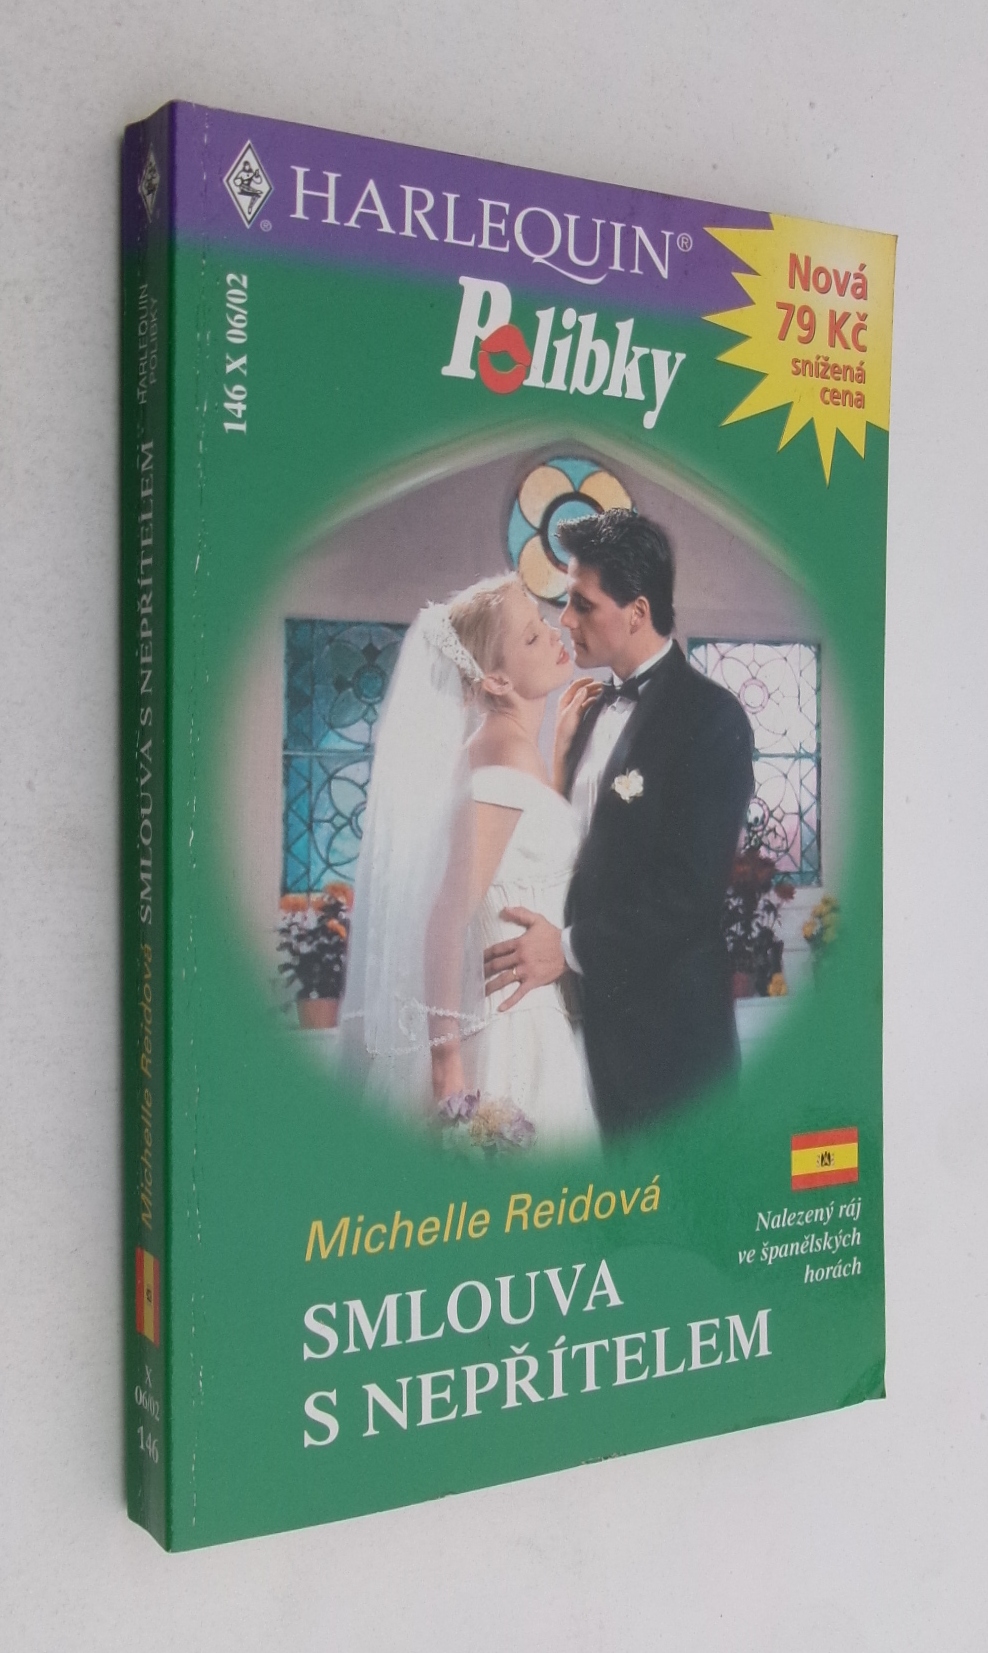 HARLEQUIN®
Polibky
146 X 06/02
Nová
79 Kč
snížená
cena
Michelle Reidová
SMLOUVA
S NEPŘÍTELEM
Nalezený ráj
ve španělských
horách
HARLEQUIN
POLIBKY
Michelle Reidová SMLOUVA S NEPŘÍTELEM
X
06/02
146